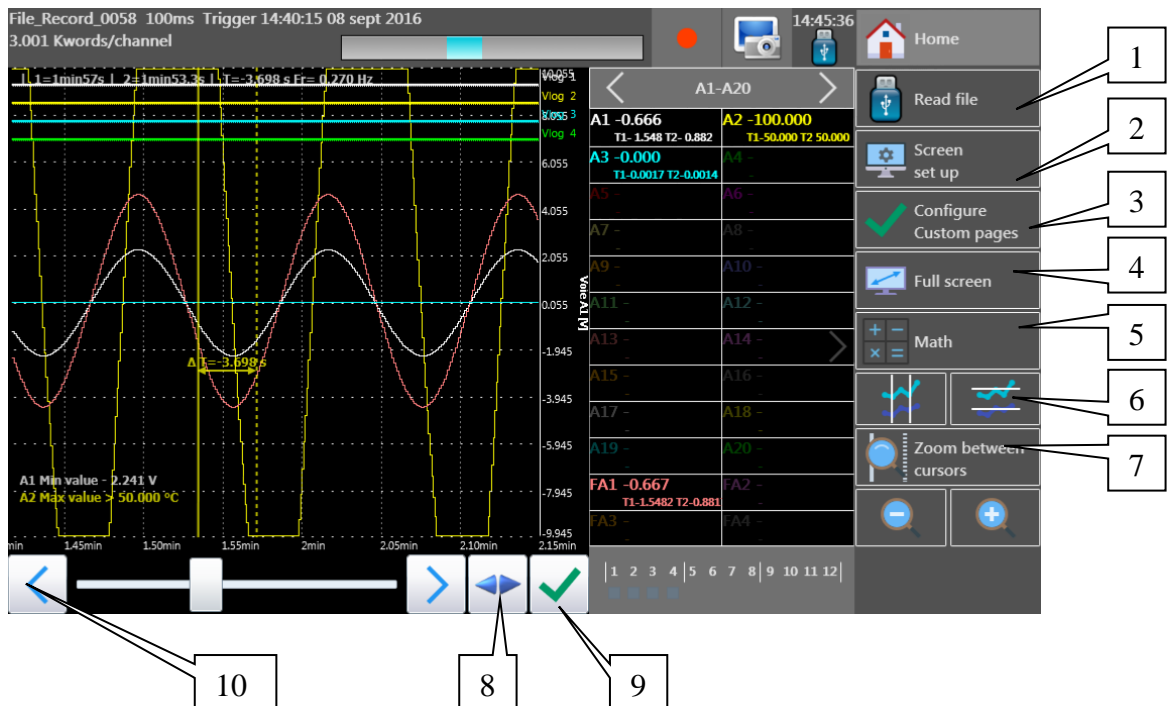 File_Record_0058 100ms Trigger 14:40:15 08 sept 2016
3.001 Kwords/channel
14:45:36
Home
| 1=1min57s | 2=1min53.3s | T=-3.698 s Fr= 0.270 Hz
Vlog 1
Vlog 2
8.055
Vlog 4
6.055
4.055
2.055
0.055
-1.945
-3.945
-5.945
-7.945
-9.945
Voie A1 [V]
Δ T=-3.698 s
A1 Min value - 2.241 V
A2 Max value > 50.000 °C
min 1.45min 1.50min 1.55min 2min 2.05min 2.10min 2.15min
A1-A20
A1 -0.666 A2 -100.000
T1- 1.548 T2- 0.882 T1-50.000 T2 50.000
A3 -0.000 A4 -
T1-0.0017 T2-0.0014 -
A5 - A6 -
A7 - A8 -
A9 - A10 -
A11 - A12 -
A13 - A14 -
A15 - A16 -
A17 - A18 -
A19 - A20 -
FA1 -0.667 FA2 -
T1-1.5482 T2-0.881 -
FA3 - FA4 -
| 1 2 3 4 | 5 6 7 8 | 9 10 11 12 |
Read file
Screen
set up
Configure
Custom pages
Full screen
Math
Zoom between
cursors
1
2
3
4
5
6
7
10
8
9